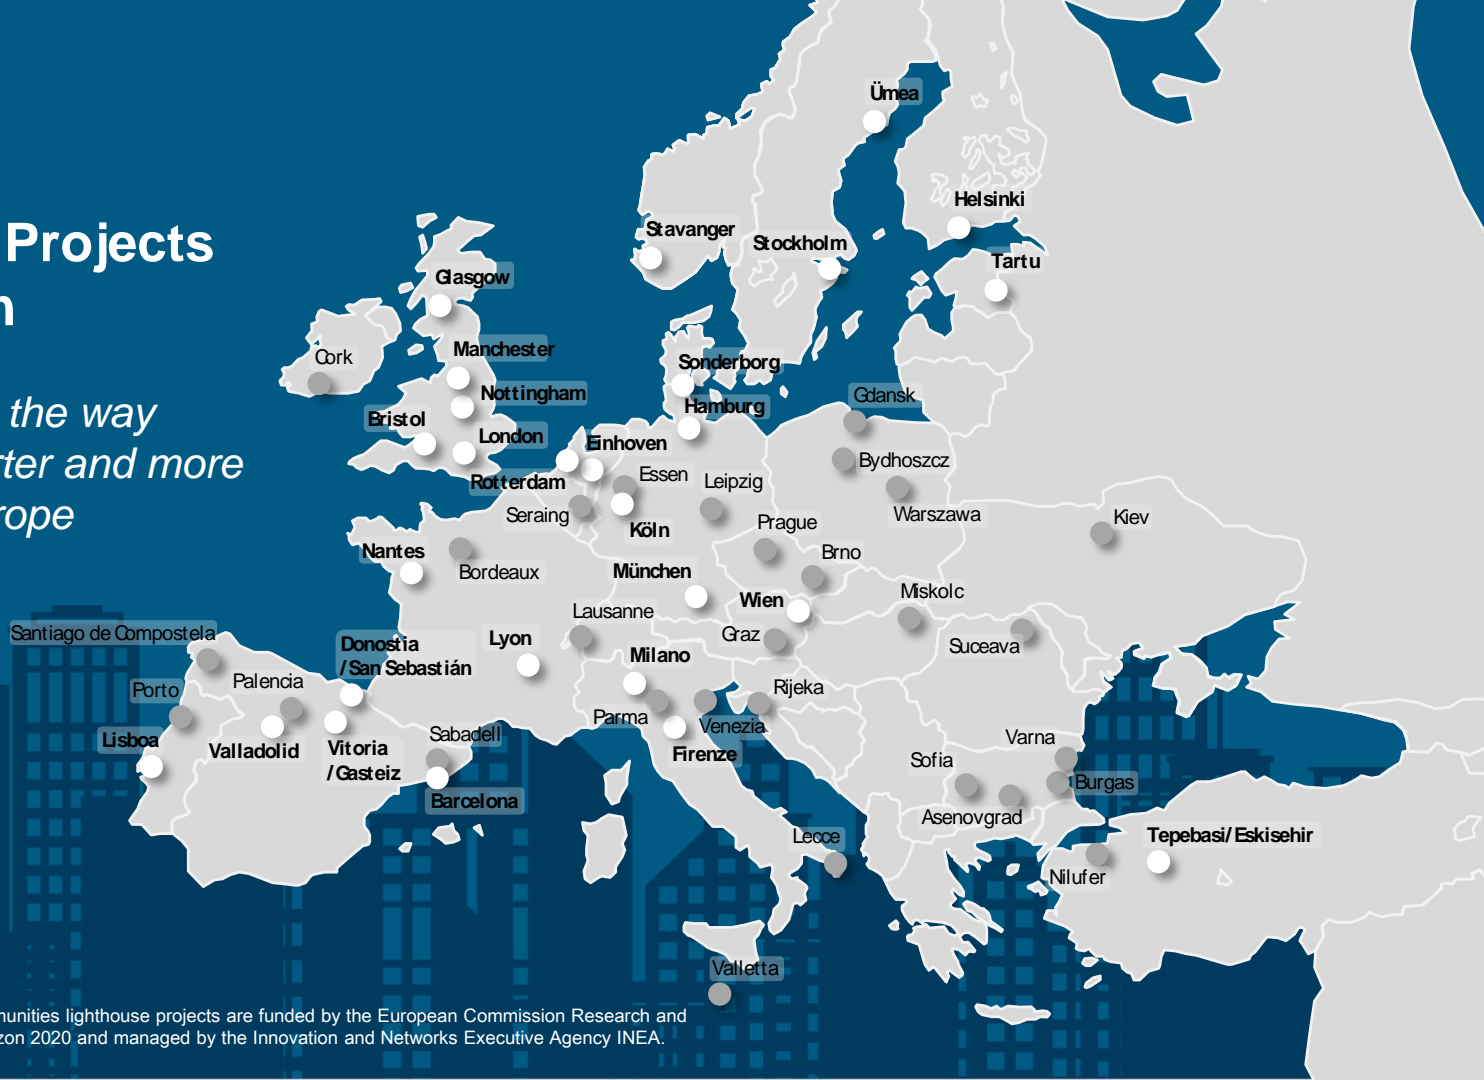 Projects
n
the way
rter and more
rope
Ümea
Helsinki
Stavanger
Stockholm
Tartu
Glasgow
Cork
Manchester
Sonderborg
Nottingham
Gdansk
Hamburg
Bristol
London
Einhoven
Bydhoszcz
Essen
Leipzig
Rotterdam
Seraing
Warszawa
Kiev
Prague
Köln
Nantes
Brno
Bordeaux
München
Miskolc
Wien
Lausanne
Santiago de Compostela
Graz
Suceava
Donostia
/San Sebastián
Lyon
Milano
Palencia
Porto
Rijeka
Parma
Venezia
Sabadell
Lisboa
Valladolid
Vitoria
/Gasteiz
Firenze
Varna
Sofia
Burgas
Barcelona
Asenovgrad
Lecce
Tepebasi/Eskisehir
Nilufer
Valletta
munities lighthouse projects are funded by the European Commission Research and
zon 2020 and managed by the Innovation and Networks Executive Agency INEA.